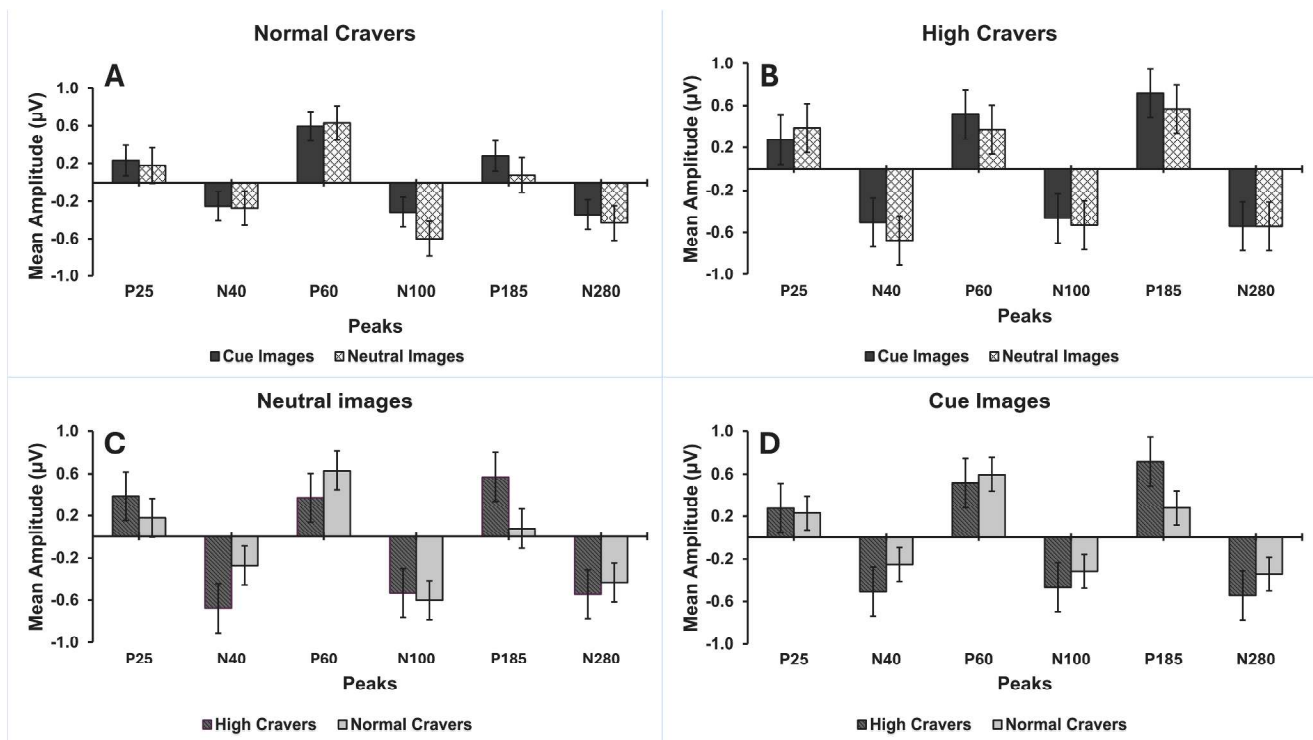 Normal Cravers
A
Mean Amplitude (µV)
1.0
0.6
0.2
-0.2
-0.6
-1.0
P25 N40 P60 N100 P185 N280
Peaks
Cue Images Neutral Images
High Cravers
B
Mean Amplitude (µV)
1.0
0.6
0.2
-0.2
-0.6
-1.0
P25 N40 P60 N100 P185 N280
Peaks
Cue Images Neutral Images
Neutral images
C
Mean Amplitude (µV)
1.0
0.6
0.2
-0.2
-0.6
-1.0
P25 N40 P60 N100 P185 N280
Peaks
High Cravers Normal Cravers
Cue Images
D
Mean Amplitude (µV)
1.0
0.6
0.2
-0.2
-0.6
-1.0
P25 N40 P60 N100 P185 N280
Peaks
High Cravers Normal Cravers